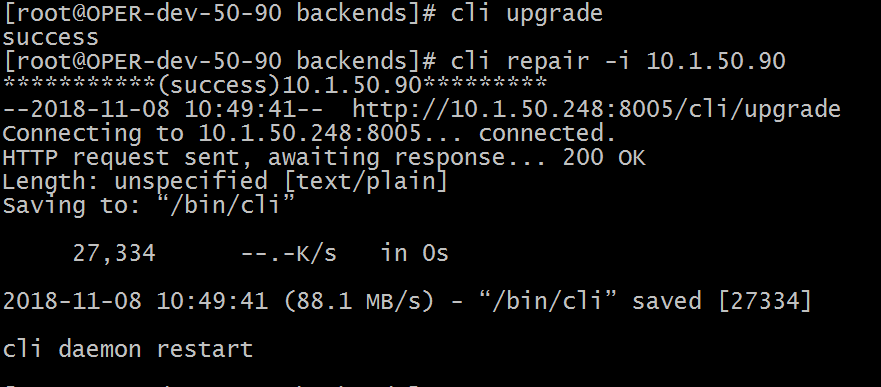 [root@OPER-dev-50-90 backends]# cli upgrade
success
[root@OPER-dev-50-90 backends]# cli repair -i 10.1.50.90
***********(success)10.1.50.90*********
--2018-11-08 10:49:41--  http://10.1.50.248:8005/cli/upgrade
Connecting to 10.1.50.248:8005... connected.
HTTP request sent, awaiting response... 200 OK
Length: unspecified [text/plain]
Saving to: “/bin/cli”
27,334      --.-K/s   in 0s
2018-11-08 10:49:41 (88.1 MB/s) - “/bin/cli” saved [27334]
cli daemon restart